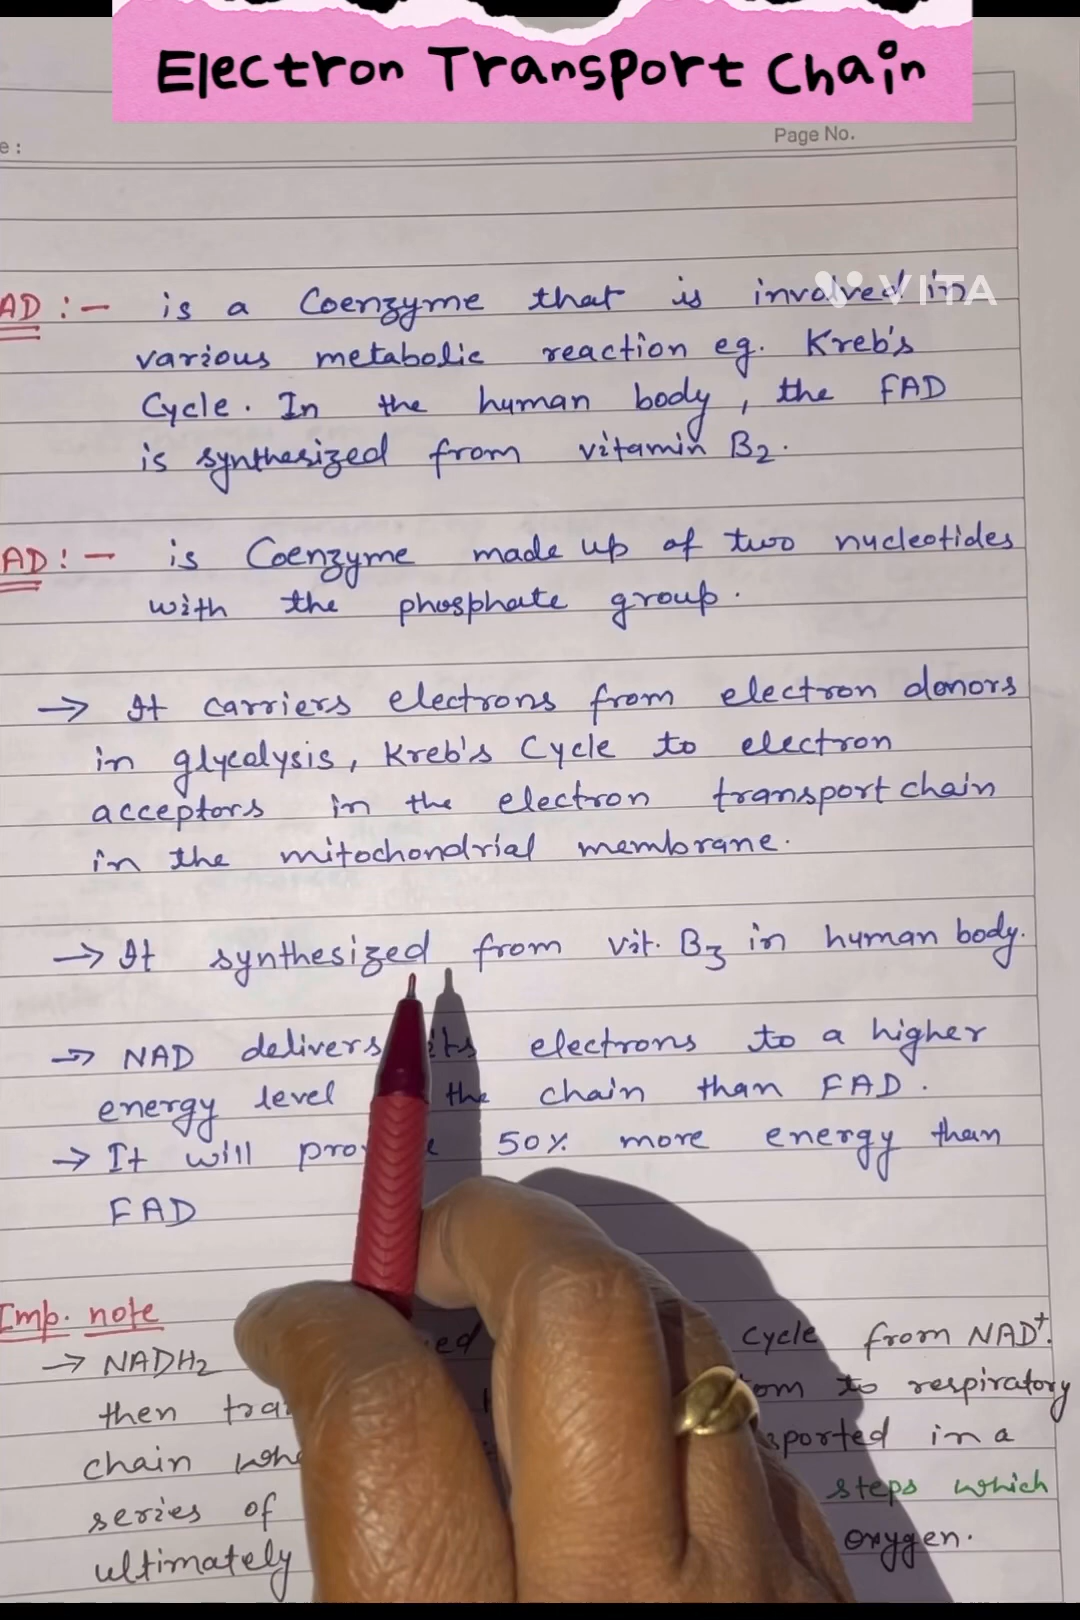 Electron Transport Chain
e :
Page No.
VITA
AD :- is a Coenzyme that is involved in
various metabolic reaction eg. Kreb's
Cycle. In the human body, the FAD
is synthesized from vitamin B2.
AD :- is Coenzyme made up of two nucleotides
with the phosphate group.
→ It carriers electrons from electron donors
in glycolysis, Kreb's Cycle to electron
acceptors in the electron transport chain
in the mitochondrial membrane.
→ It synthesized from vit. B3 in human body.
→ NAD delivers its electrons to a higher
energy level the chain than FAD.
→ It will 50% more energy than
FAD
Imp. note
→ NADH2 cycle from NAD+.
then to respiratory
chain in a
series of steps which
ultimately oxygen.